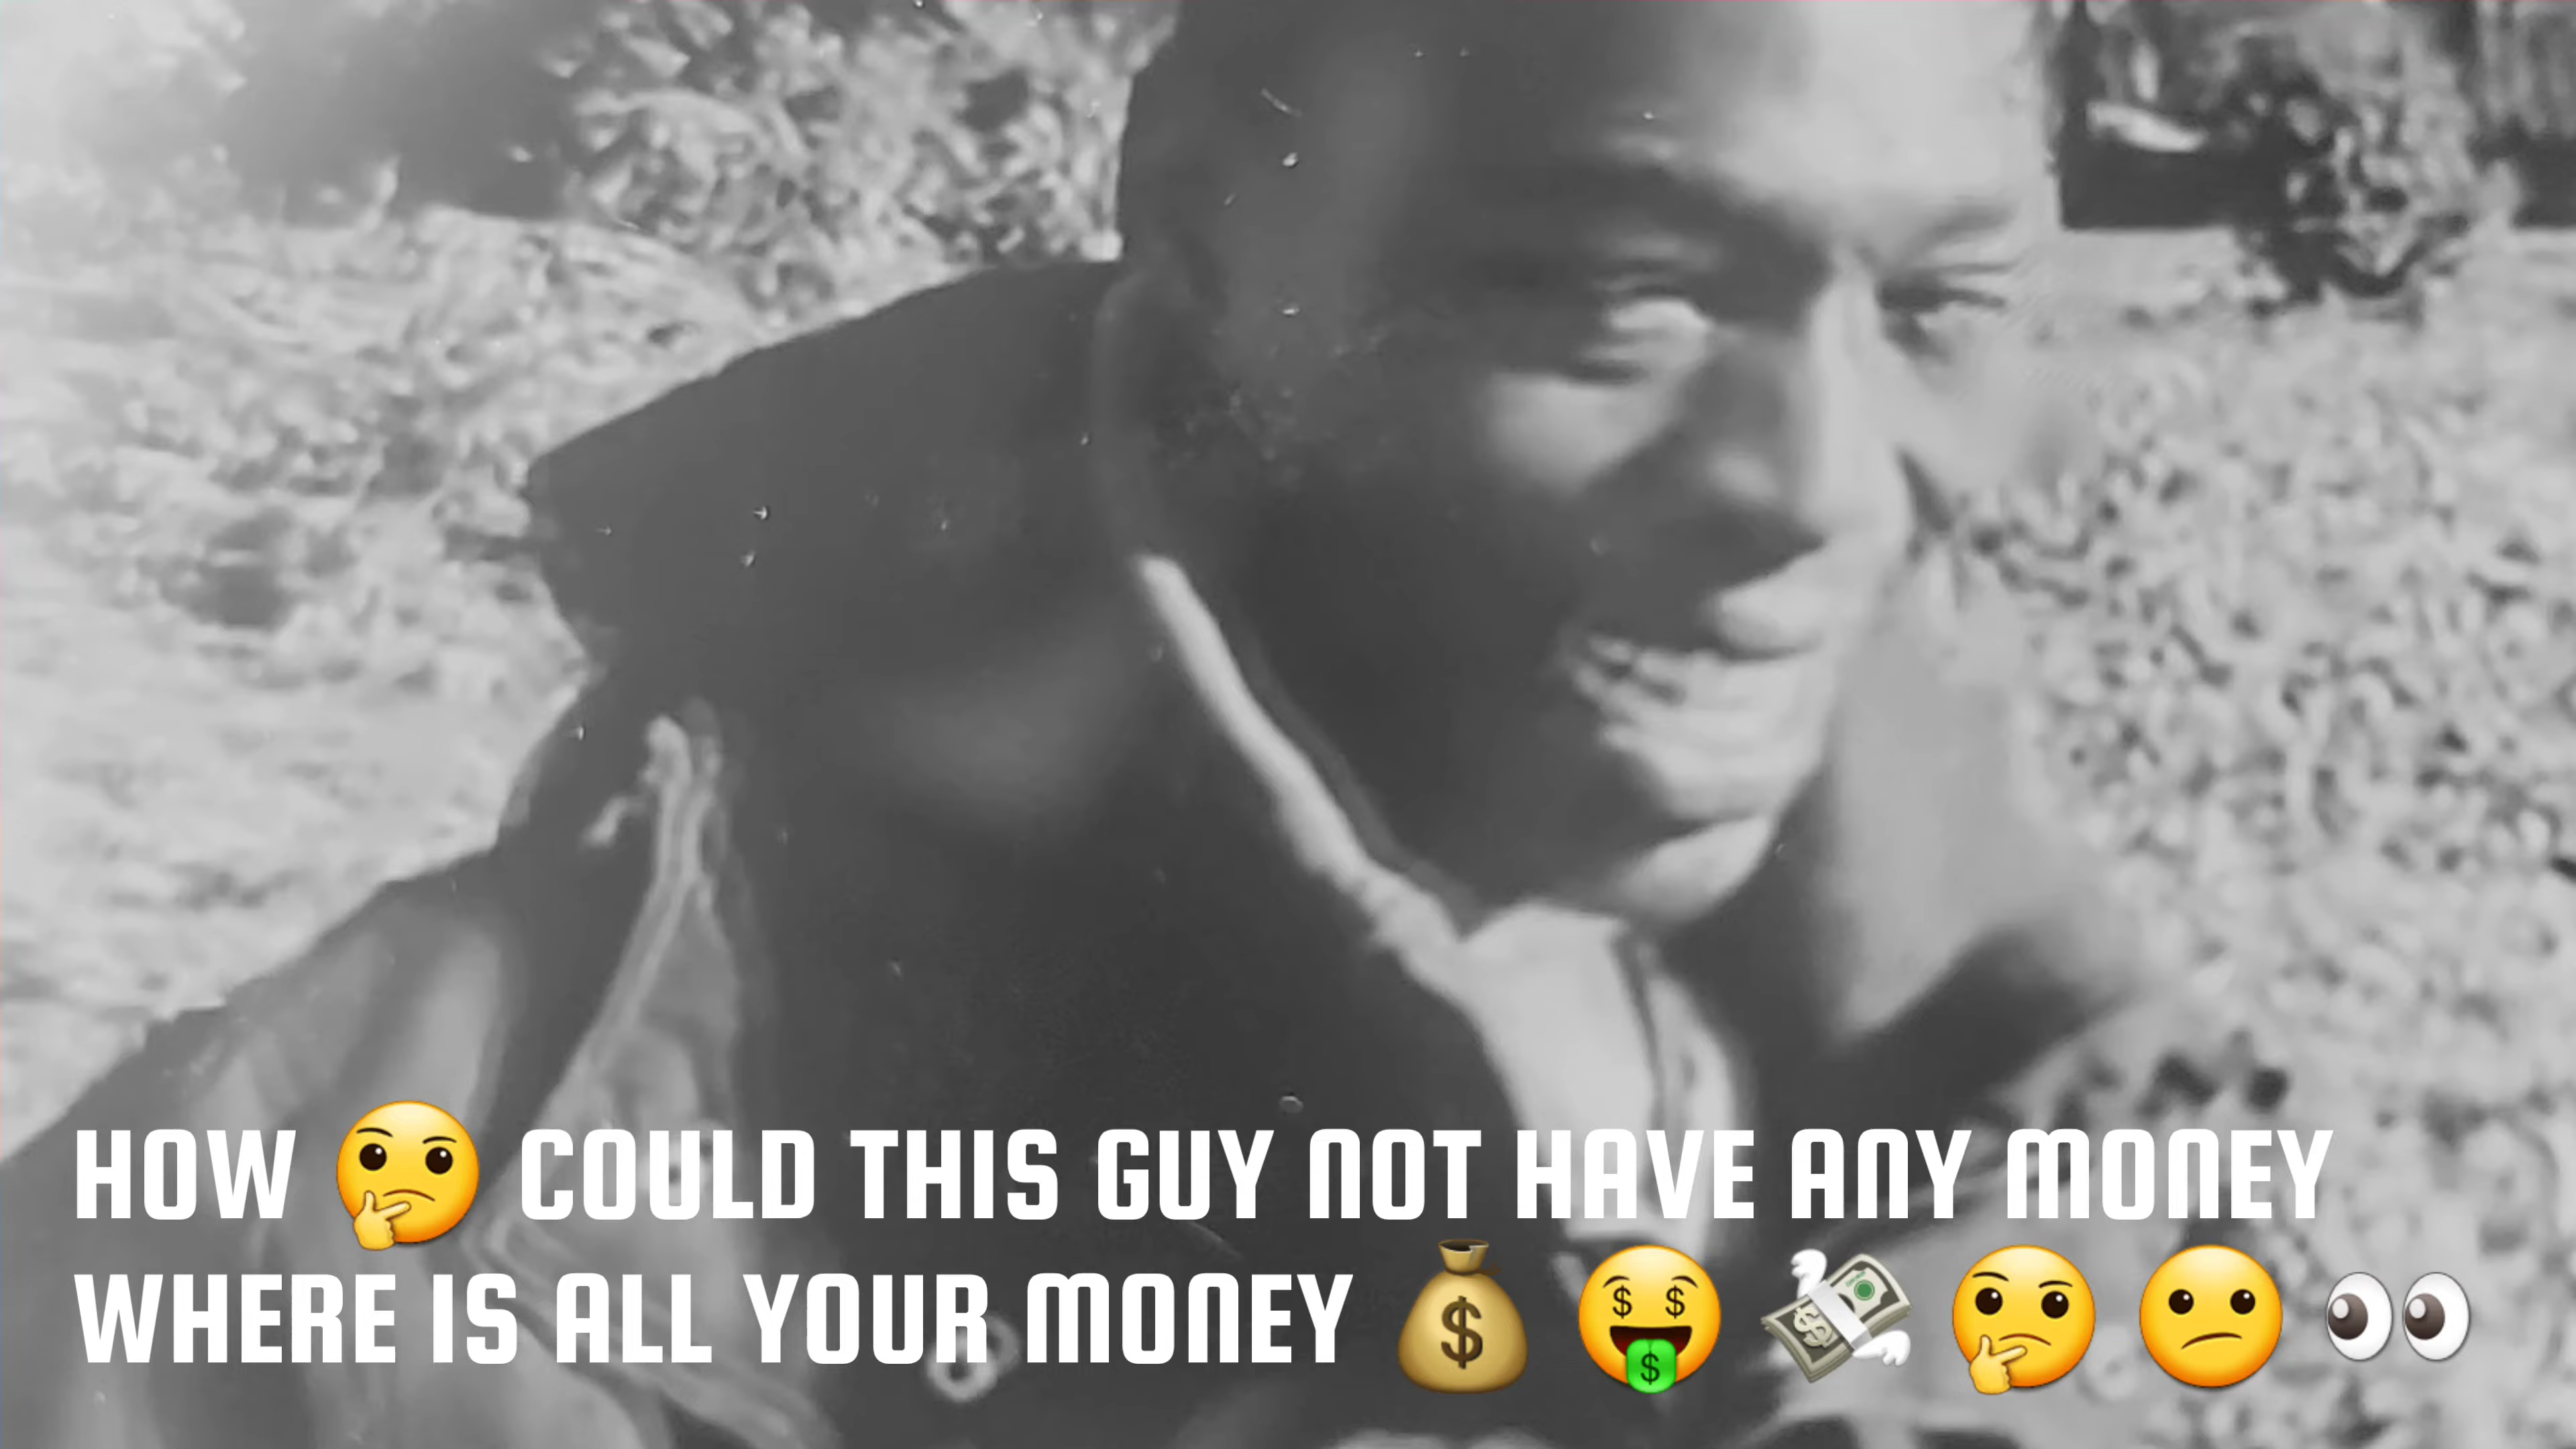 HOW 🤔 COULD THIS GUY NOT HAVE ANY MONEY
WHERE IS ALL YOUR MONEY 💰 🤑 💸 🤔 😕 👀